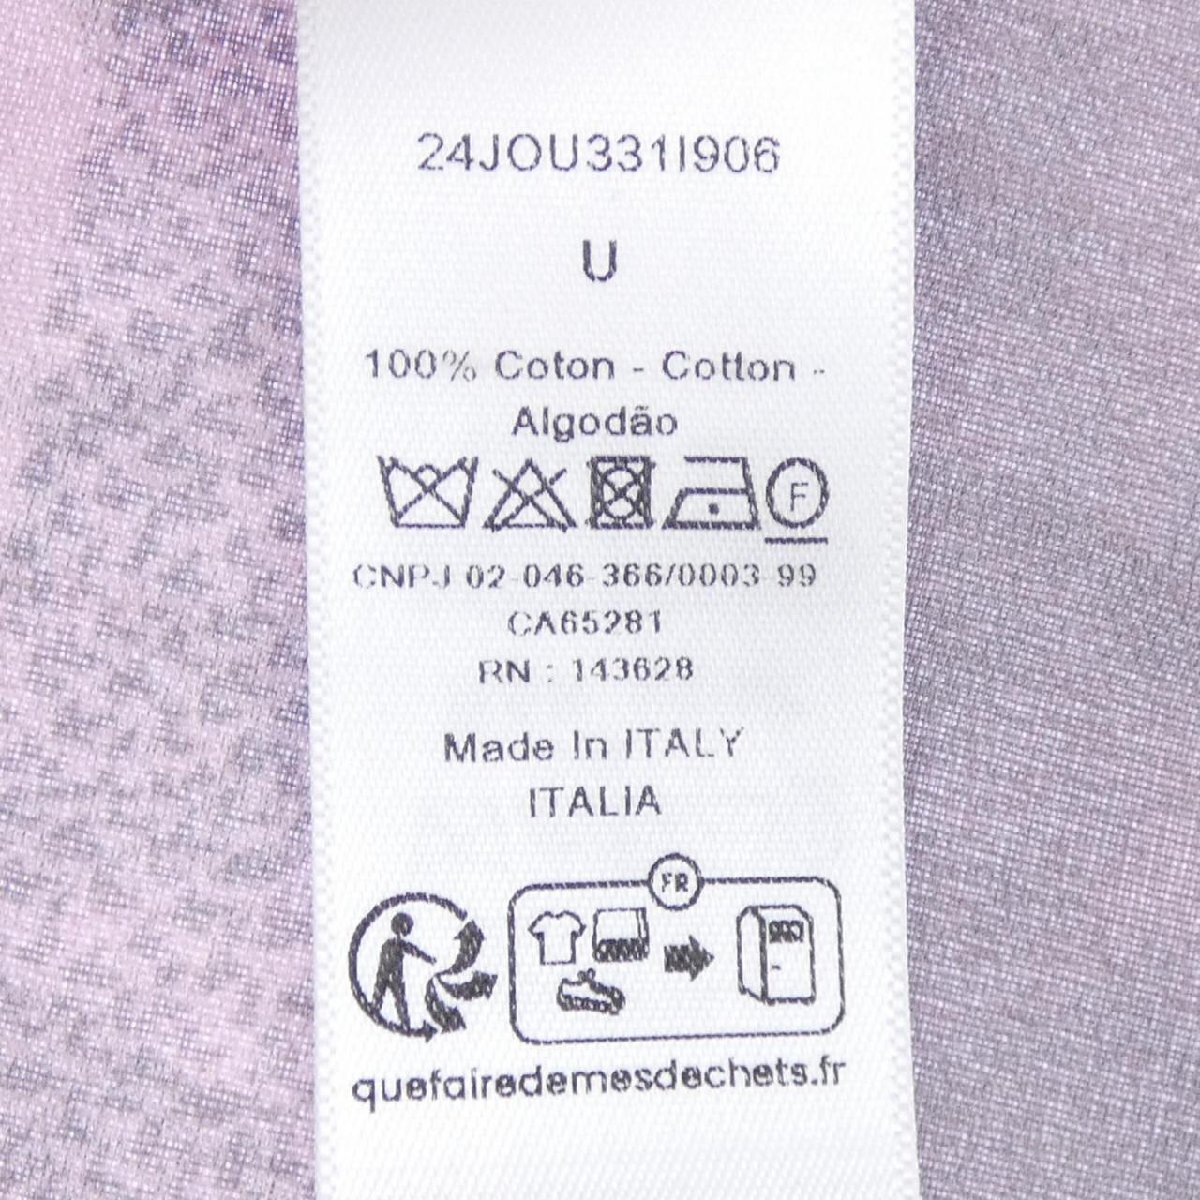 24JOU331I906
U
100% Coton - Cotton -
Algodão
F
CNPJ 02-046-366/0003-99
CA65281
RN : 143628
Made In ITALY
ITALIA
FR
quefairedemesdechets.fr